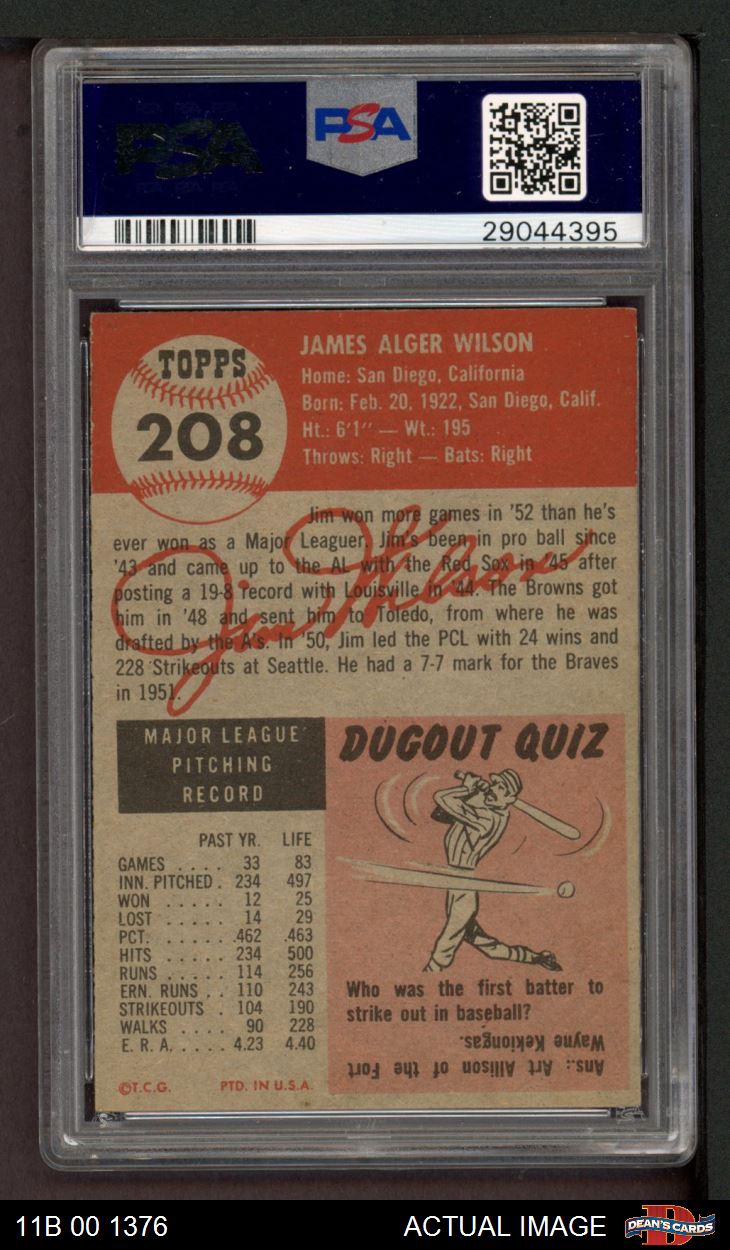 PSA
PSA
29044395
TOPPS
208
JAMES ALGER WILSON
Home: San Diego, California
Born: Feb. 20, 1922, San Diego, Calif.
Ht.: 6'1'' — Wt.: 195
Throws: Right — Bats: Right
Jim won more games in '52 than he's
ever won as a Major Leaguer. Jim's been in pro ball since
'43 and came up to the AL with the Red Sox in '45 after
posting a 19-8 record with Louisville in '44. The Browns got
him in '48 and sent him to Toledo, from where he was
drafted by the A's. In '50, Jim led the PCL with 24 wins and
228 Strikeouts at Seattle. He had a 7-7 mark for the Braves
in 1951.
Jim Wilson
MAJOR LEAGUE
PITCHING
RECORD
PAST YR. LIFE
GAMES . . . . 33 83
INN. PITCHED . 234 497
WON . . . . . 12 25
LOST . . . . . 14 29
PCT. . . . . . .462 .463
HITS . . . . . 234 500
RUNS . . . . . 114 256
ERN. RUNS . . 110 243
STRIKEOUTS . 104 190
WALKS . . . . 90 228
E. R. A. . . . . 4.23 4.40
©T.C.G. PTD. IN U.S.A.
DUGOUT QUIZ
Who was the first batter to
strike out in baseball?
Ans.: Art Allison of the Fort
Wayne Kekiongas.
11B 00 1376 ACTUAL IMAGE DEAN'S CARDS